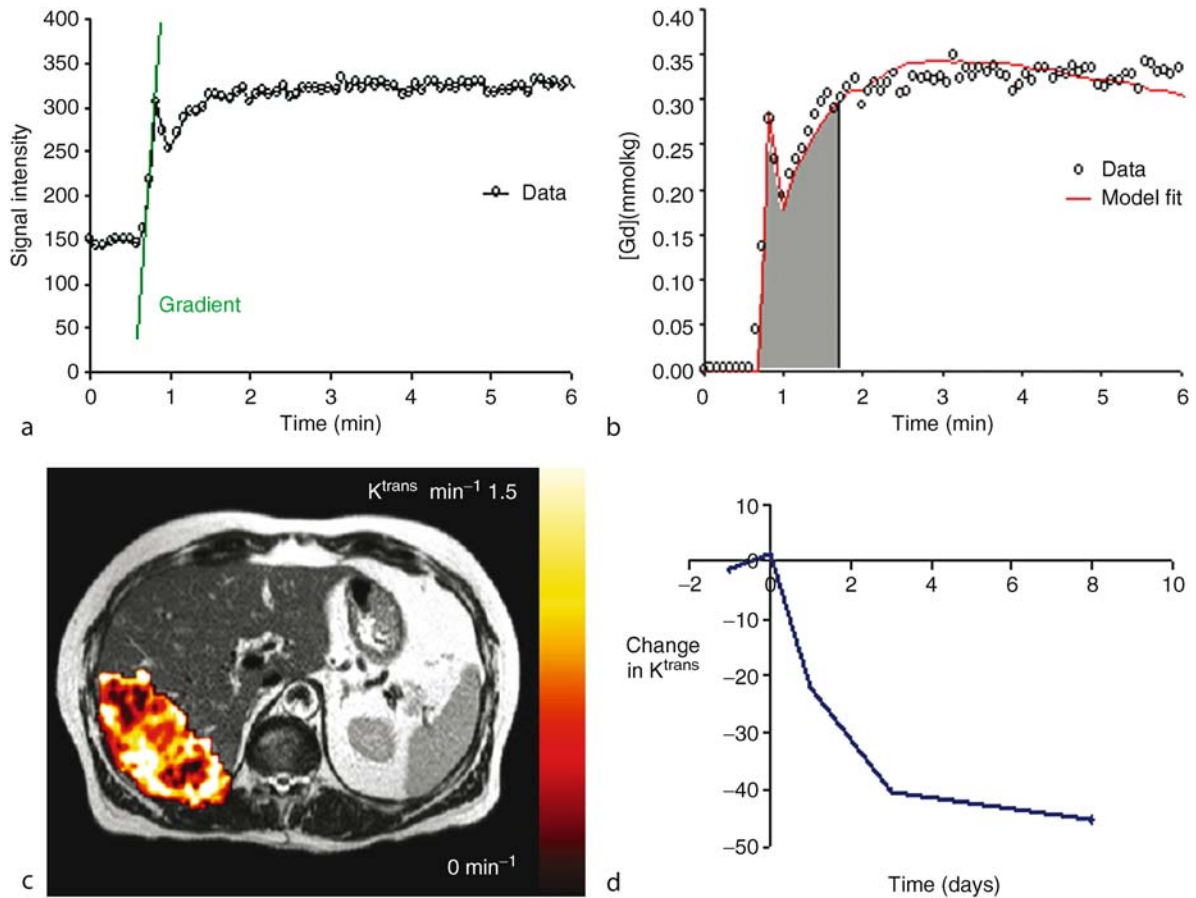 400
350
300
250
200
150
100
50
0
Signal intensity
Data
Gradient
0 1 2 3 4 5 6
Time (min)
a
0.40
0.35
0.30
0.25
0.20
0.15
0.10
0.05
0.00
[Gd](mmolkg)
Data
Model fit
0 1 2 3 4 5 6
Time (min)
b
Ktrans min−1 1.5
0 min−1
c
10
0
−10
−20
−30
−40
−50
−2 0 2 4 6 8 10
Change
in Ktrans
Time (days)
d